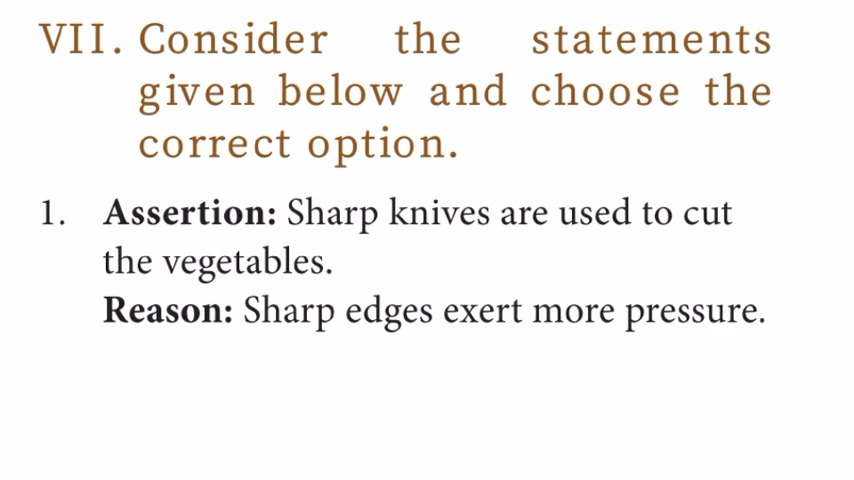 VII. Consider the statements
given below and choose the
correct option.
1. Assertion: Sharp knives are used to cut
the vegetables.
Reason: Sharp edges exert more pressure.